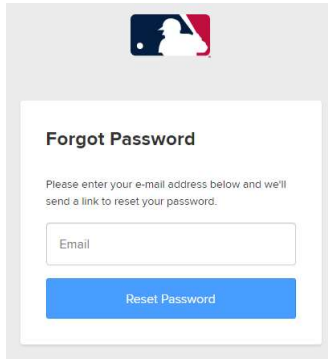 Forgot Password
Please enter your e-mail address below and we'll
send a link to reset your password.
Email
Reset Password